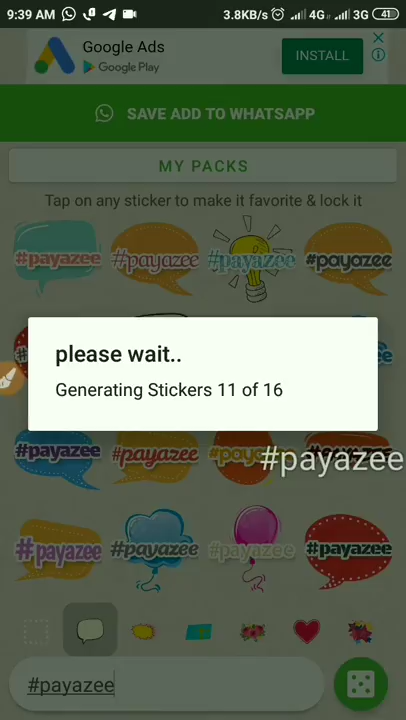 9:39 AM 3.8KB/s 4G 3G 41
Google Ads
Google Play
INSTALL
SAVE ADD TO WHATSAPP
MY PACKS
Tap on any sticker to make it favorite & lock it
#payazee #payazee #payazee #payazee
please wait..
Generating Stickers 11 of 16
#payazee #payazee #payazee
#payazee
#payazee #payazee #payazee #payazee
#payazee